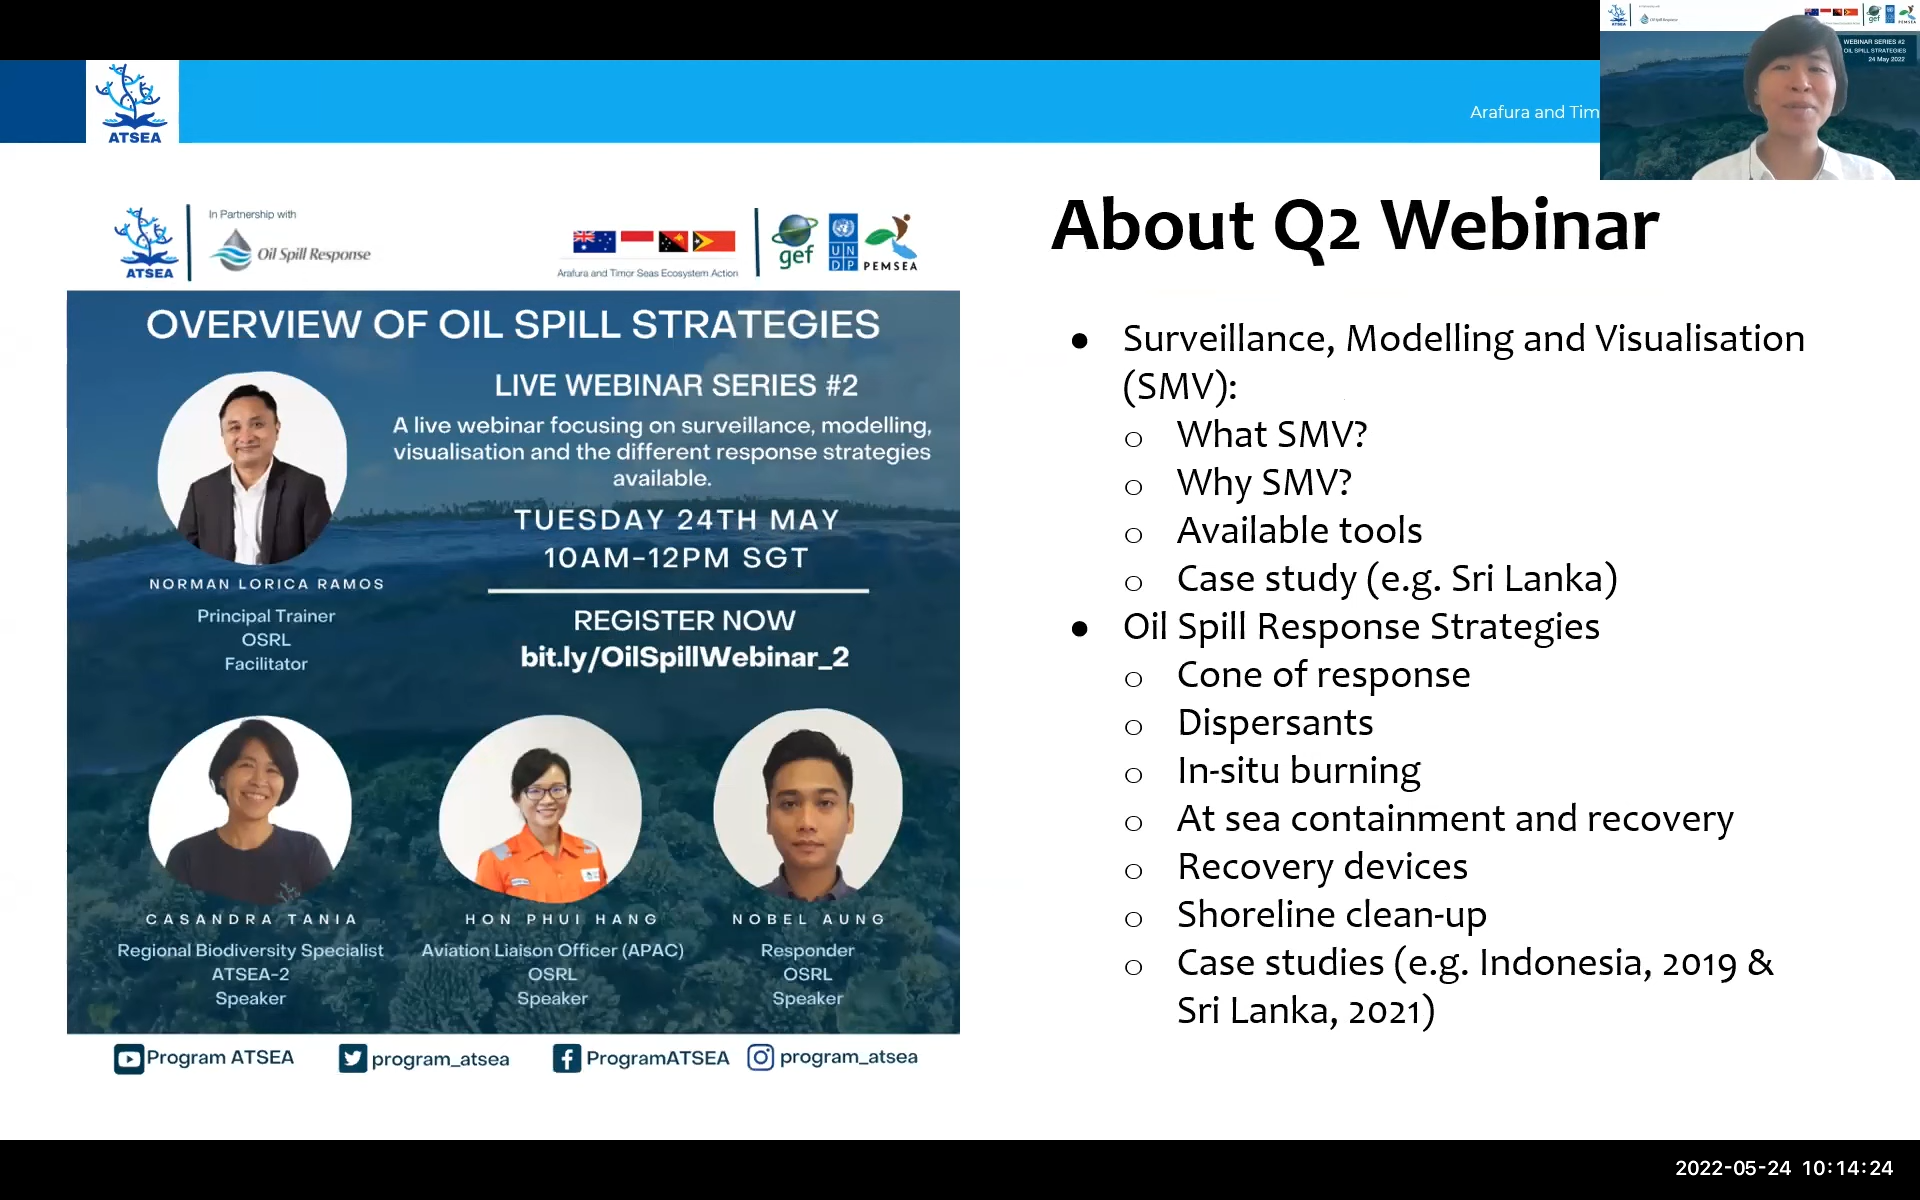 ATSEA
Arafura and Tim
WEBINAR SERIES #2
OIL SPILL STRATEGIES
24 May 2022
gef
PEMSEA
ATSEA
In Partnership with
Oil Spill Response
Arafura and Timor Seas Ecosystem Action
gef
U N
D P
PEMSEA
OVERVIEW OF OIL SPILL STRATEGIES
LIVE WEBINAR SERIES #2
A live webinar focusing on surveillance, modelling,
visualisation and the different response strategies
available.
TUESDAY 24TH MAY
10AM-12PM SGT
REGISTER NOW
bit.ly/OilSpillWebinar_2
NORMAN LORICA RAMOS
Principal Trainer
OSRL
Facilitator
CASANDRA TANIA
Regional Biodiversity Specialist
ATSEA-2
Speaker
HON PHUI HANG
Aviation Liaison Officer (APAC)
OSRL
Speaker
NOBEL AUNG
Responder
OSRL
Speaker
Program ATSEA
program_atsea
ProgramATSEA
program_atsea
About Q2 Webinar
● Surveillance, Modelling and Visualisation
(SMV):
○ What SMV?
○ Why SMV?
○ Available tools
○ Case study (e.g. Sri Lanka)
● Oil Spill Response Strategies
○ Cone of response
○ Dispersants
○ In-situ burning
○ At sea containment and recovery
○ Recovery devices
○ Shoreline clean-up
○ Case studies (e.g. Indonesia, 2019 &
Sri Lanka, 2021)
2022-05-24 10:14:24